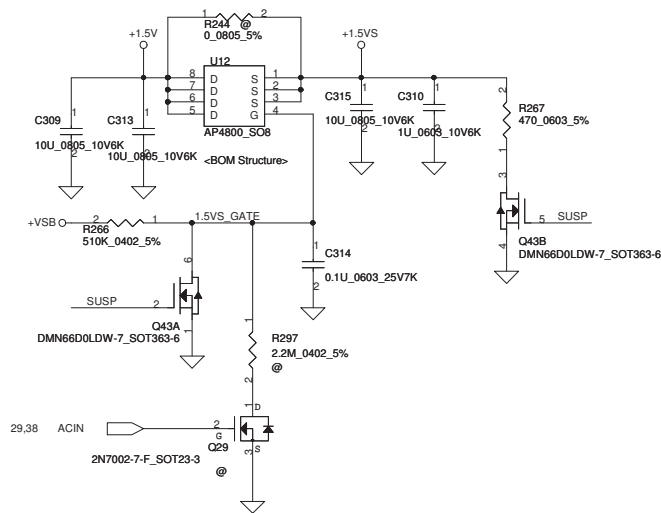 1 2
R244 @
0_0805_5%
+1.5V
+1.5VS
U12
8 D S 1
7 D S 2
6 D S 3
5 D G 4
AP4800_SO8
<BOM Structure>
C309
1
2
10U_0805_10V6K
C313
1
2
10U_0805_10V6K
C315
1
2
10U_0805_10V6K
C310
1
2
1U_0603_10V6K
2
R267
470_0603_5%
1
3
5 SUSP
4
Q43B
DMN66D0LDW-7_SOT363-6
+VSB 2 1 1.5VS_GATE
R266
510K_0402_5%
1
C314
0.1U_0603_25V7K
2
6
SUSP 2
1
Q43A
DMN66D0LDW-7_SOT363-6
1
R297
2.2M_0402_5%
@
2
1 D
29,38 ACIN 2
G
Q29
3 S
2N7002-7-F_SOT23-3
@